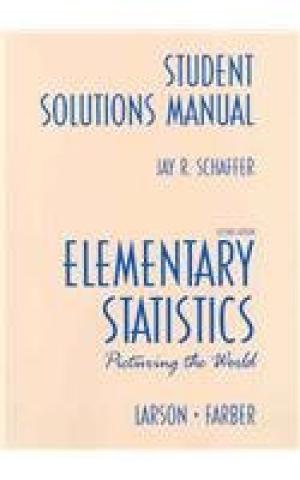 STUDENT
SOLUTIONS MANUAL
JAY R. SCHAFFER
SECOND EDITION
ELEMENTARY
STATISTICS
Picturing the World
LARSON • FARBER